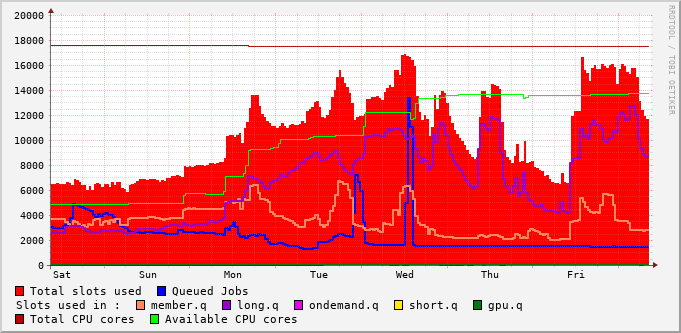 RRDTOOL / TOBI OETIKER
20000
18000
16000
14000
12000
10000
8000
6000
4000
2000
0
Sat Sun Mon Tue Wed Thu Fri
Total slots used Queued Jobs
Slots used in : member.q long.q ondemand.q short.q gpu.q
Total CPU cores Available CPU cores